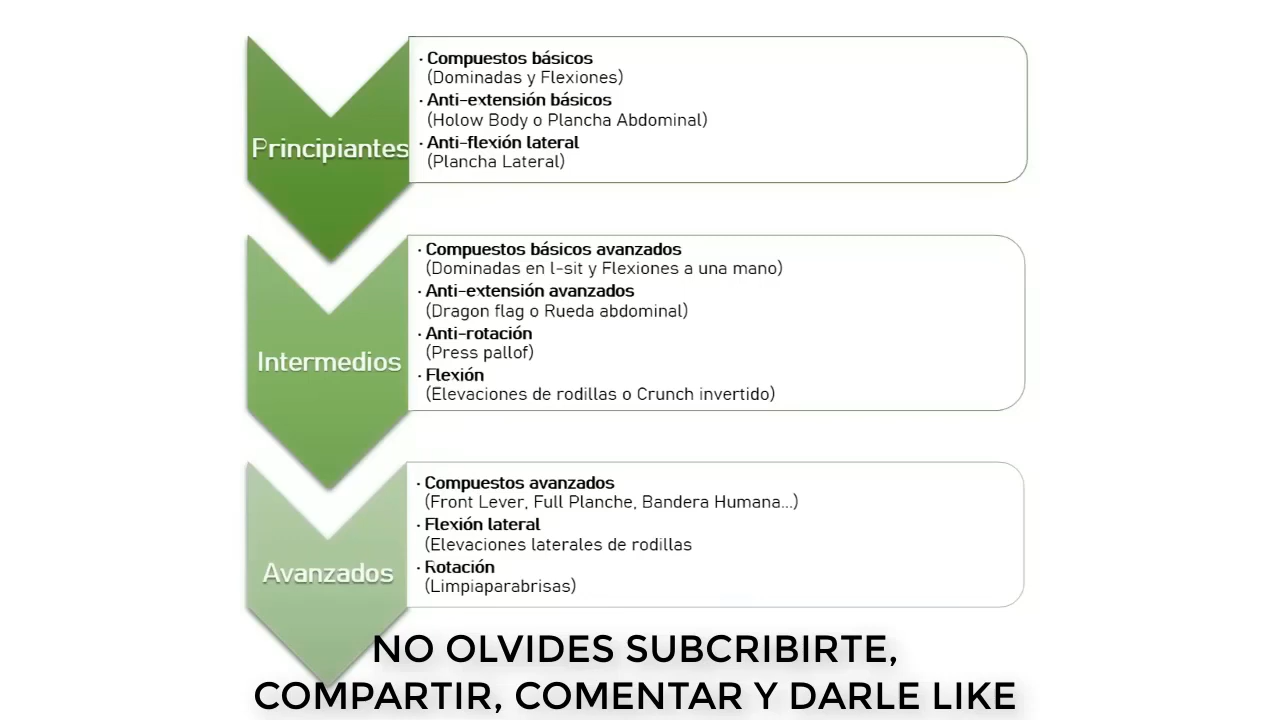 Principiantes
· Compuestos básicos
(Dominadas y Flexiones)
· Anti-extensión básicos
(Holow Body o Plancha Abdominal)
· Anti-flexión lateral
(Plancha Lateral)
Intermedios
· Compuestos básicos avanzados
(Dominadas en l-sit y Flexiones a una mano)
· Anti-extensión avanzados
(Dragon flag o Rueda abdominal)
· Anti-rotación
(Press pallof)
· Flexión
(Elevaciones de rodillas o Crunch invertido)
Avanzados
· Compuestos avanzados
(Front Lever, Full Planche, Bandera Humana...)
· Flexión lateral
(Elevaciones laterales de rodillas
· Rotación
(Limpiaparabrisas)
NO OLVIDES SUBCRIBIRTE,
COMPARTIR, COMENTAR Y DARLE LIKE